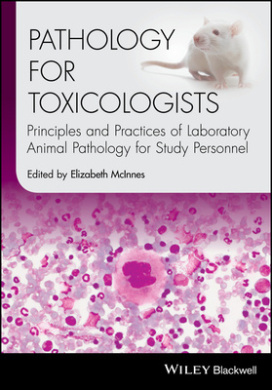 PATHOLOGY
FOR
TOXICOLOGISTS
Principles and Practices of Laboratory
Animal Pathology for Study Personnel
Edited by Elizabeth McInnes
WILEY Blackwell